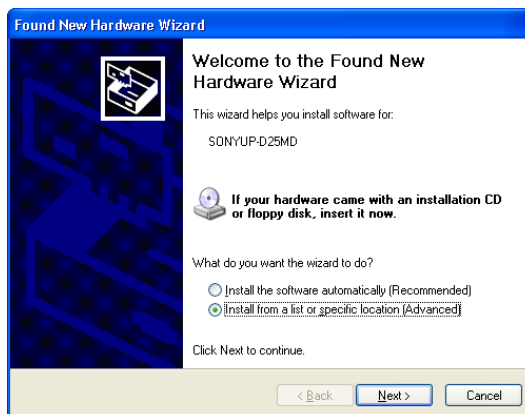 Found New Hardware Wizard
Welcome to the Found New
Hardware Wizard
This wizard helps you install software for:
SONYUP-D25MD
If your hardware came with an installation CD
or floppy disk, insert it now.
What do you want the wizard to do?
Install the software automatically (Recommended)
Install from a list or specific location (Advanced)
Click Next to continue.
< Back Next > Cancel